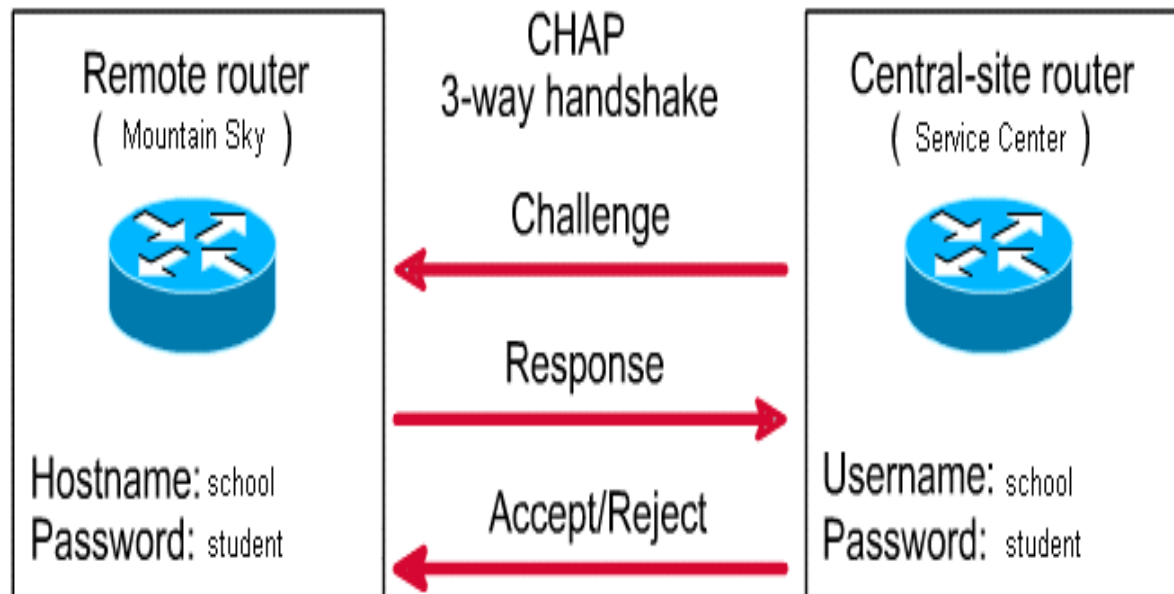 Remote router
( Mountain Sky )
Hostname: school
Password: student
CHAP
3-way handshake
Challenge
Response
Accept/Reject
Central-site router
( Service Center )
Username: school
Password: student